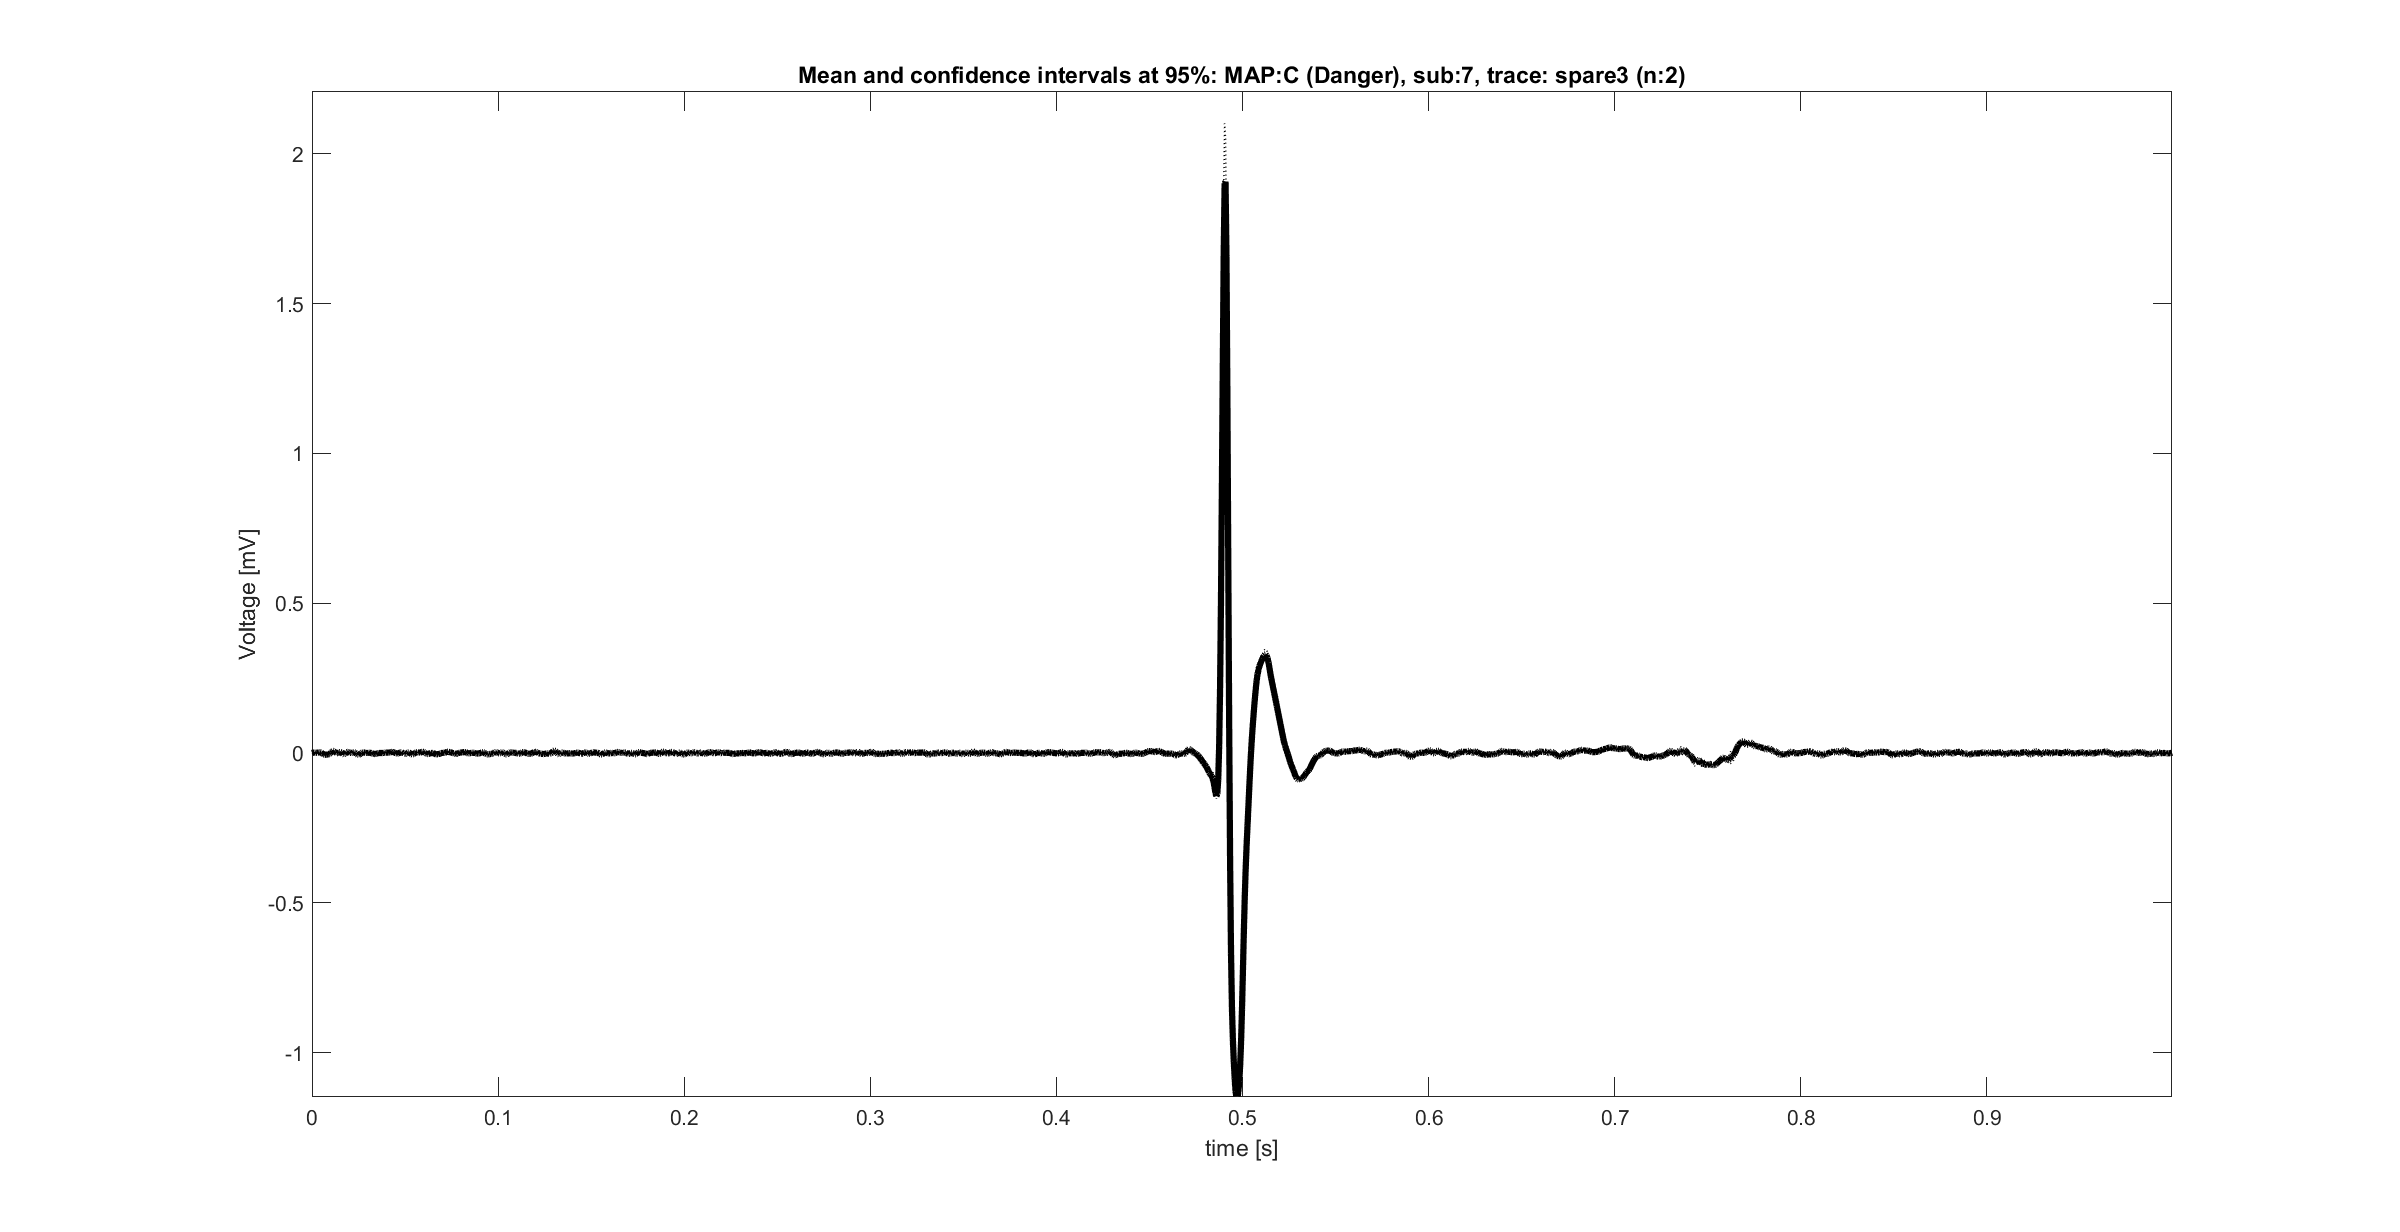 Mean and confidence intervals at 95%: MAP:C (Danger), sub:7, trace: spare3 (n:2)
2
1.5
1
0.5
0
-0.5
-1
Voltage [mV]
0 0.1 0.2 0.3 0.4 0.5 0.6 0.7 0.8 0.9
time [s]